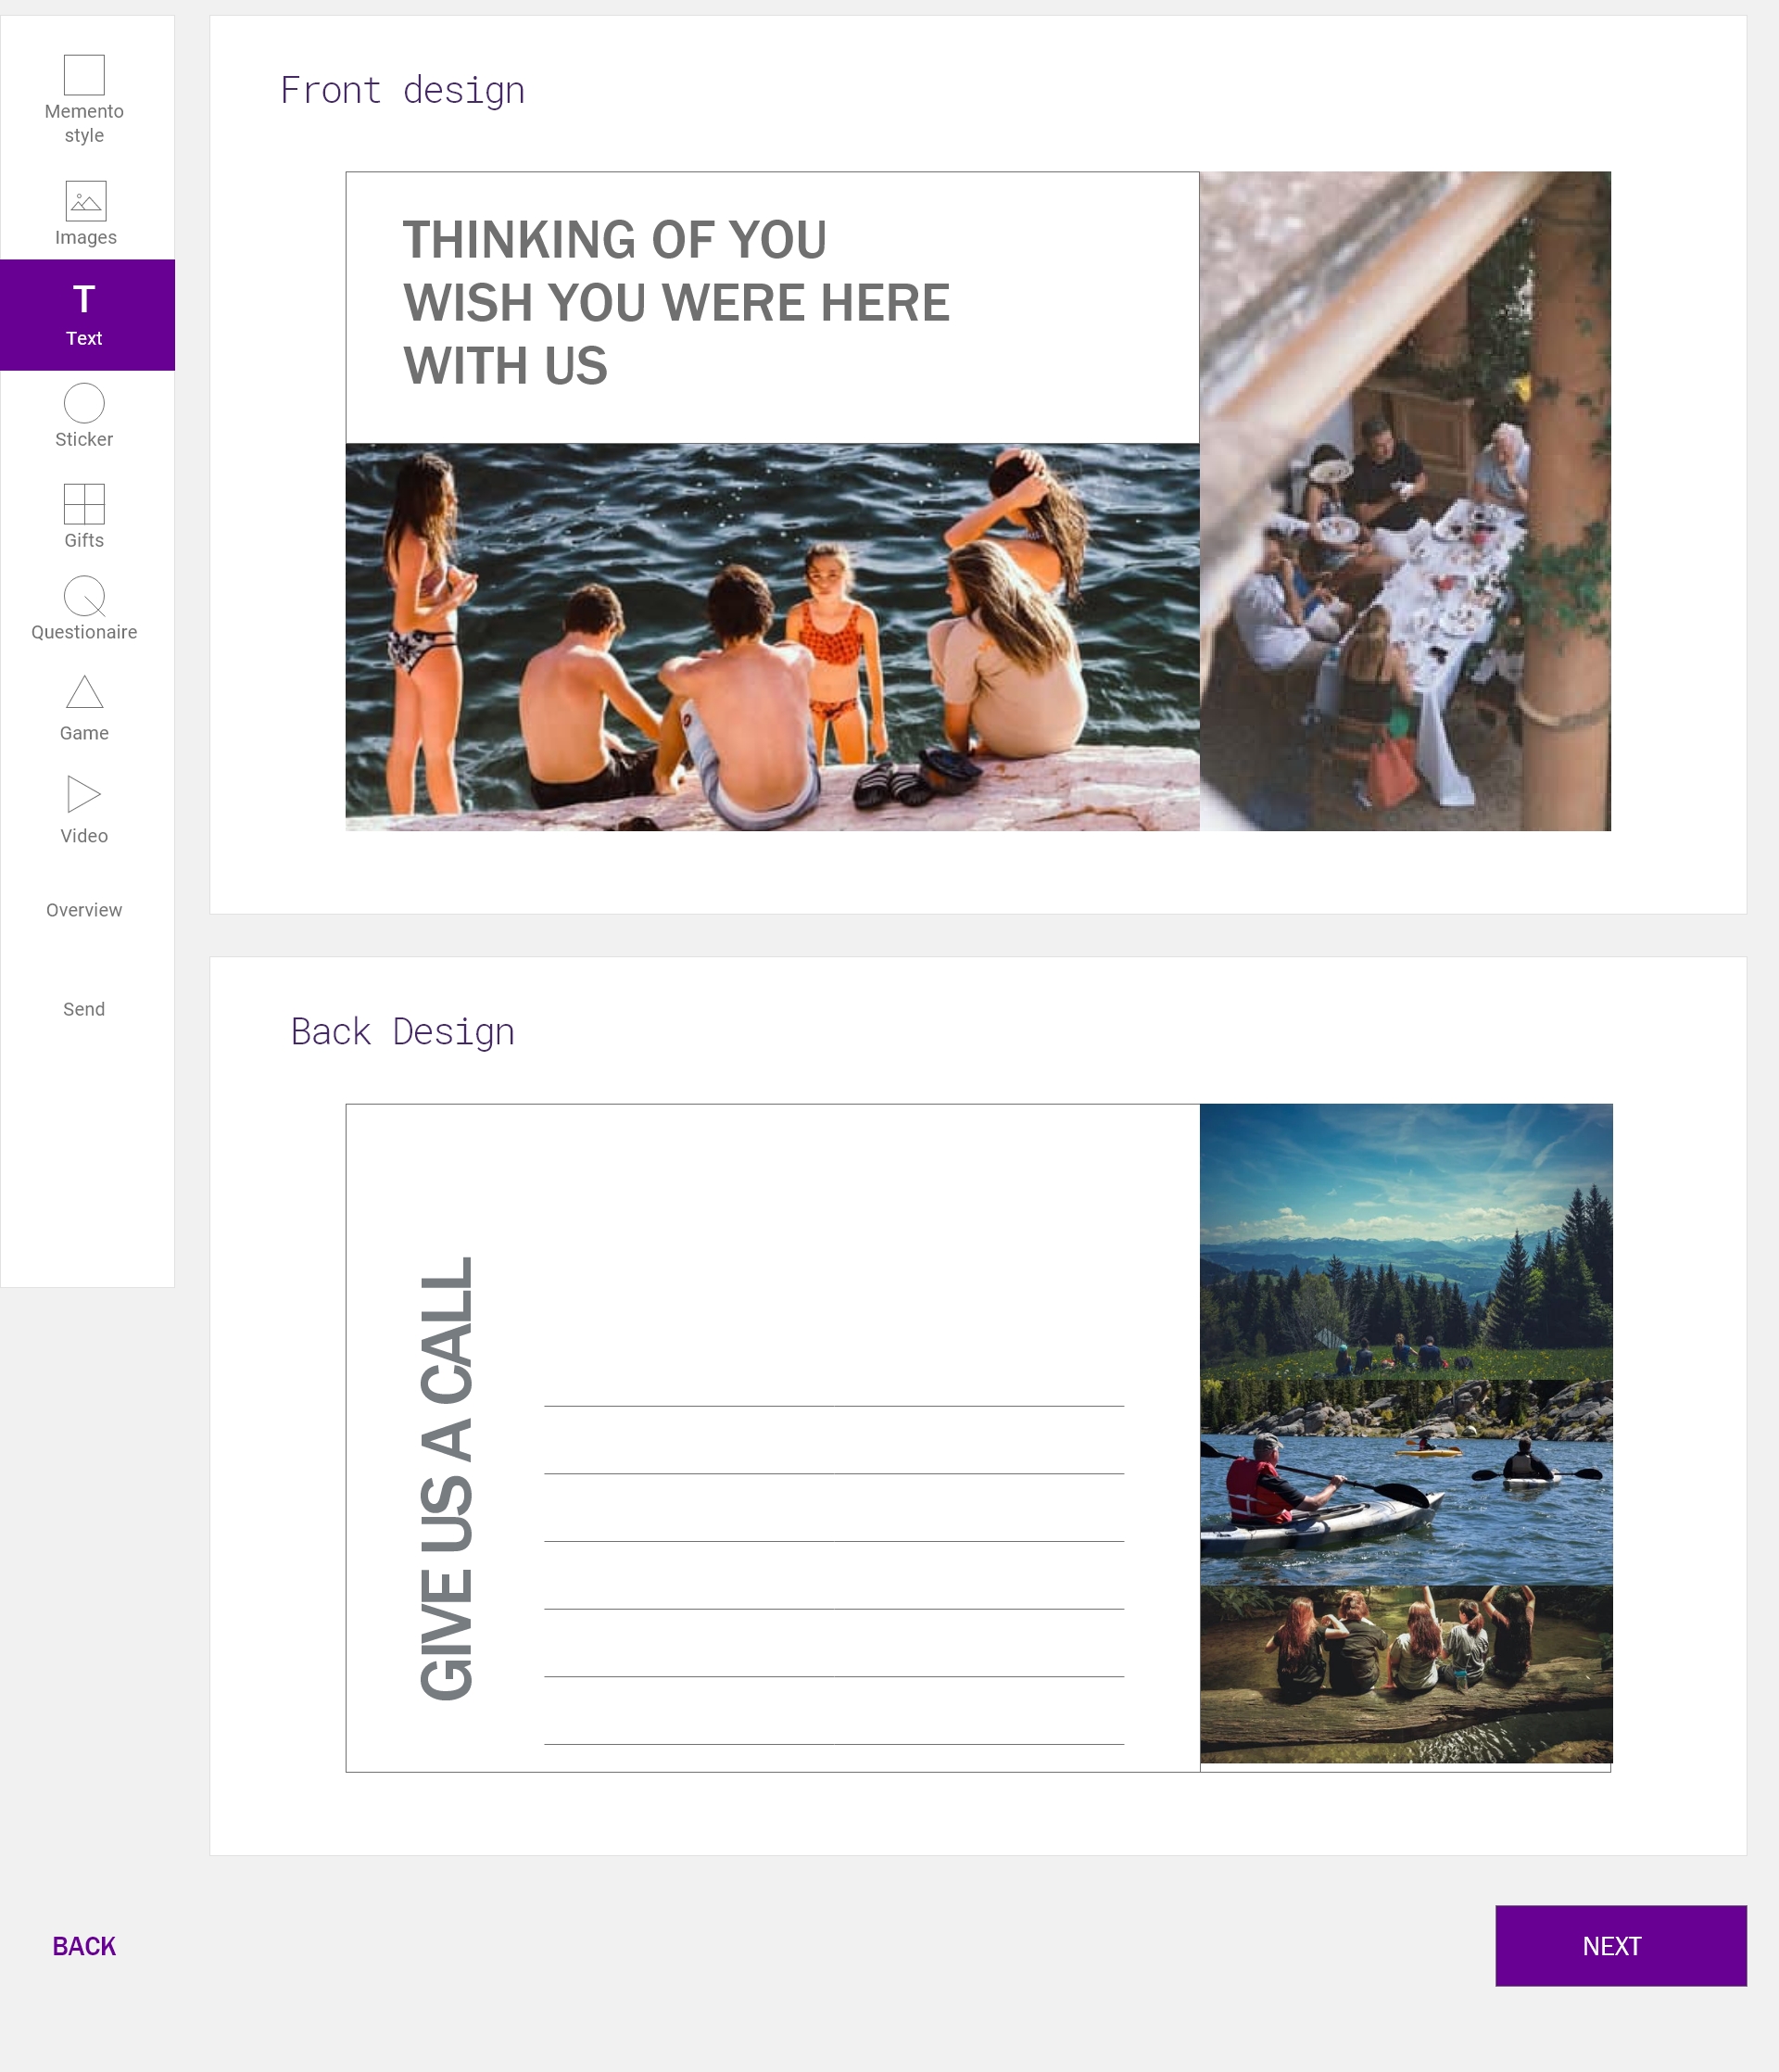 Memento
style
Images
T
Text
Sticker
Gifts
Questionaire
Game
Video
Overview
Send
Front design
THINKING OF YOU
WISH YOU WERE HERE
WITH US
Back Design
GIVE US A CALL
BACK
NEXT